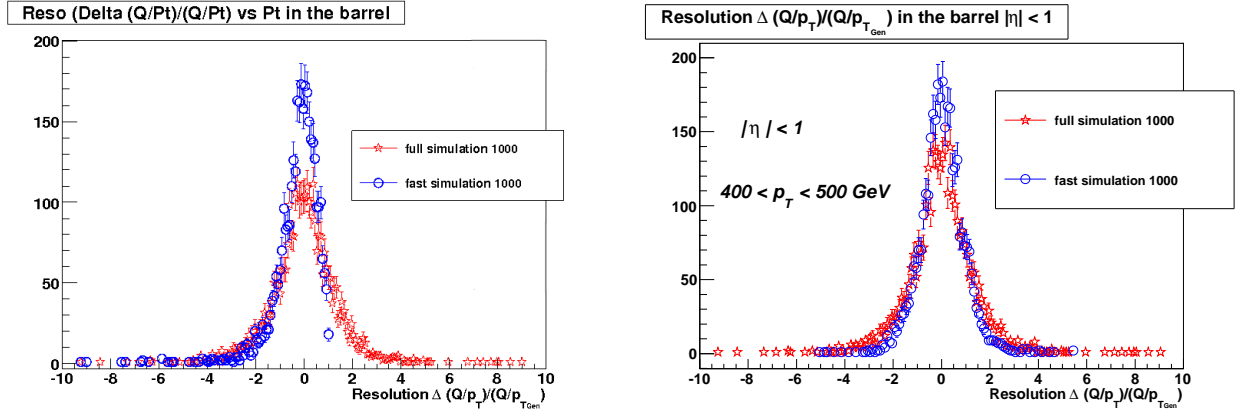 Reso (Delta (Q/Pt)/(Q/Pt) vs Pt in the barrel
200
150
100
50
0
-10 -8 -6 -4 -2 0 2 4 6 8 10
full simulation 1000
fast simulation 1000
Resolution Δ (Q/p_T)/(Q/p_T_Gen)
Resolution Δ (Q/p_T)/(Q/p_T_Gen) in the barrel |η| < 1
200
150
100
50
0
-10 -8 -6 -4 -2 0 2 4 6 8 10
|η| < 1
400 < p_T < 500 GeV
full simulation 1000
fast simulation 1000
Resolution Δ (Q/p_T)/(Q/p_T_Gen)